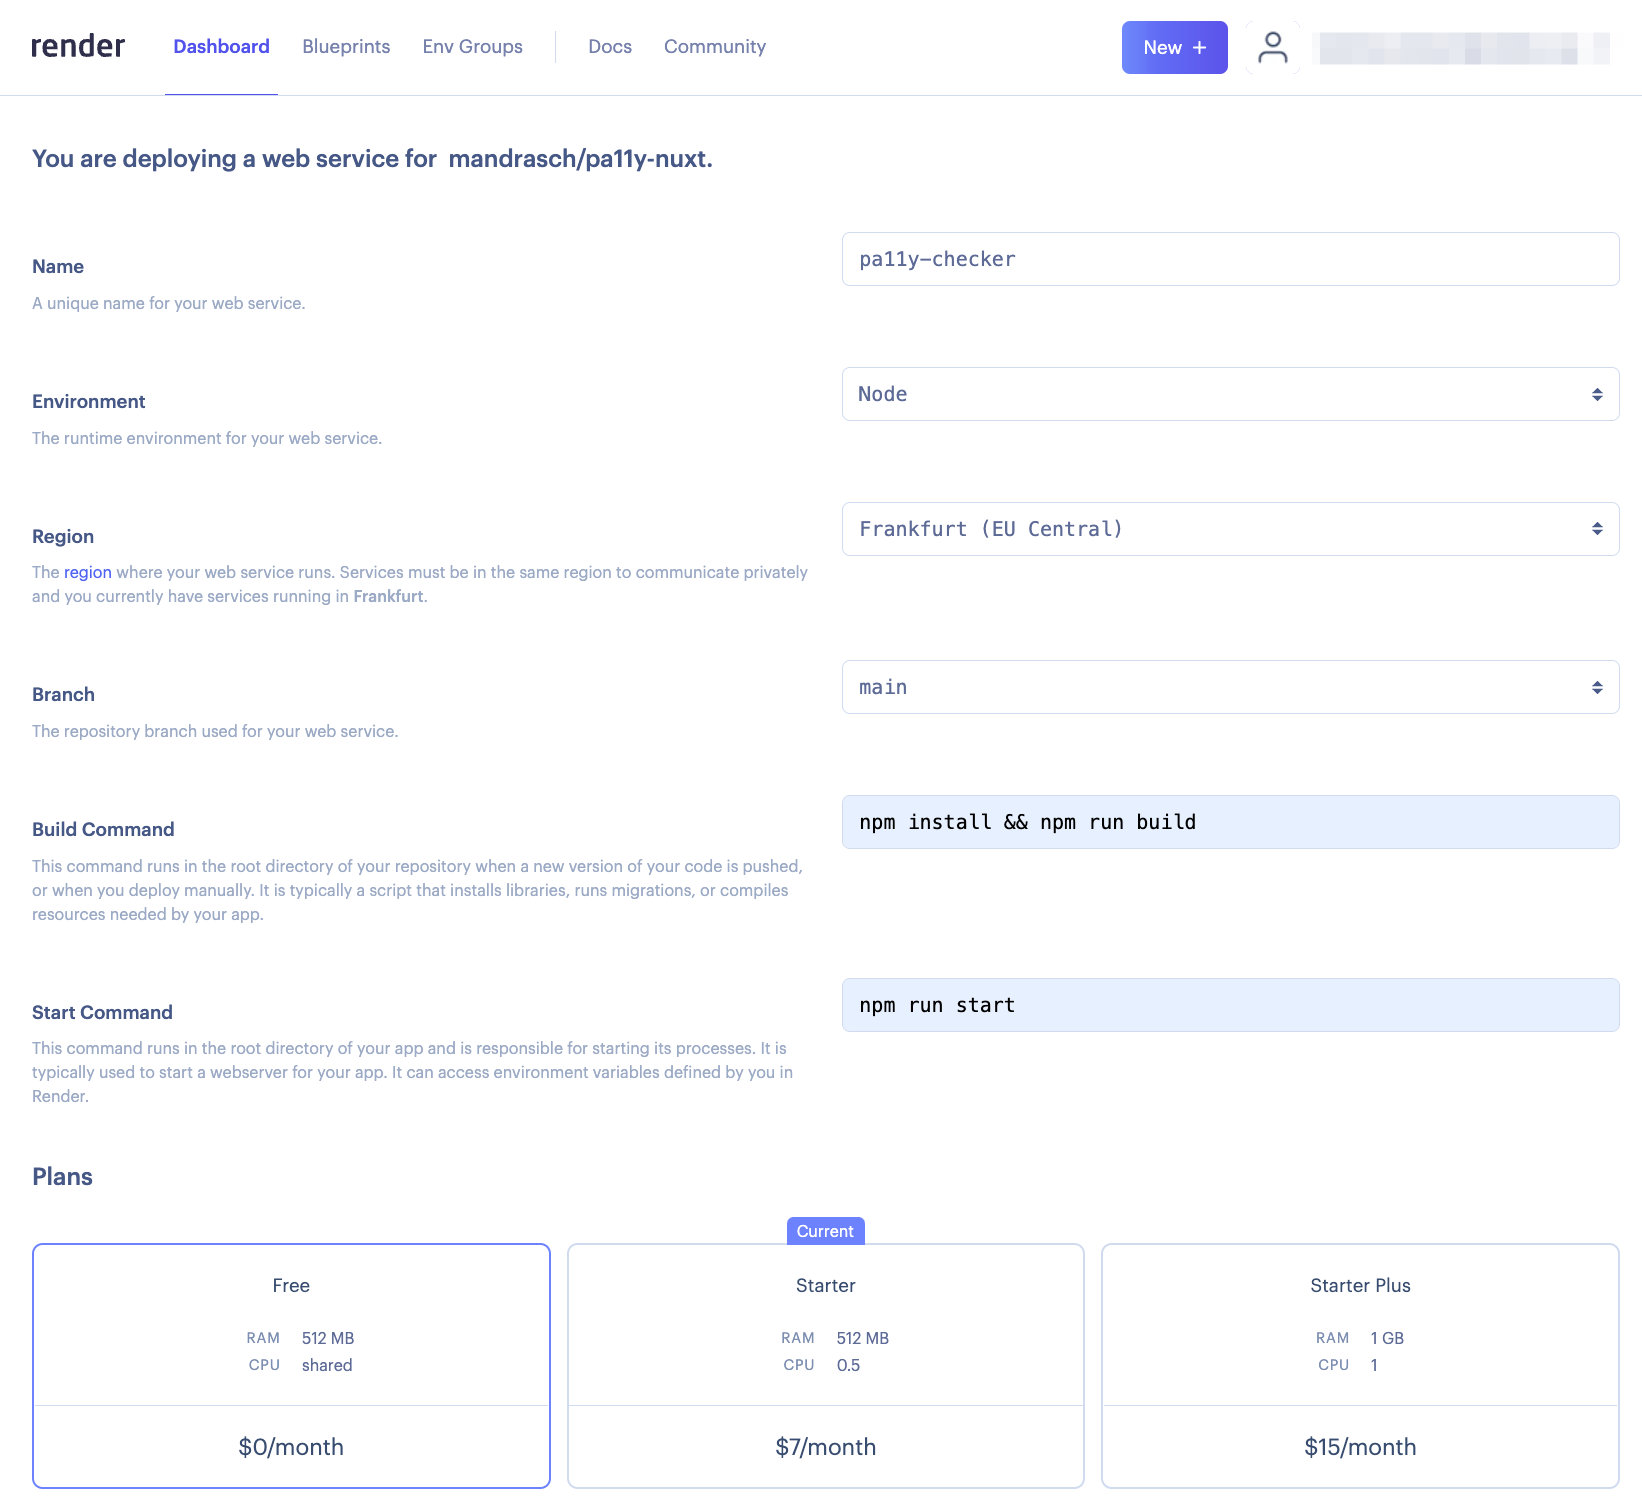 render Dashboard Blueprints Env Groups Docs Community New +
You are deploying a web service for mandrasch/pa11y-nuxt.
Name
pa11y-checker
A unique name for your web service.
Environment
Node
The runtime environment for your web service.
Region
Frankfurt (EU Central)
The region where your web service runs. Services must be in the same region to communicate privately
and you currently have services running in Frankfurt.
Branch
main
The repository branch used for your web service.
Build Command
npm install && npm run build
This command runs in the root directory of your repository when a new version of your code is pushed,
or when you deploy manually. It is typically a script that installs libraries, runs migrations, or compiles
resources needed by your app.
Start Command
npm run start
This command runs in the root directory of your app and is responsible for starting its processes. It is
typically used to start a webserver for your app. It can access environment variables defined by you in
Render.
Plans
Free
RAM 512 MB
CPU shared
$0/month
Current
Starter
RAM 512 MB
CPU 0.5
$7/month
Starter Plus
RAM 1 GB
CPU 1
$15/month